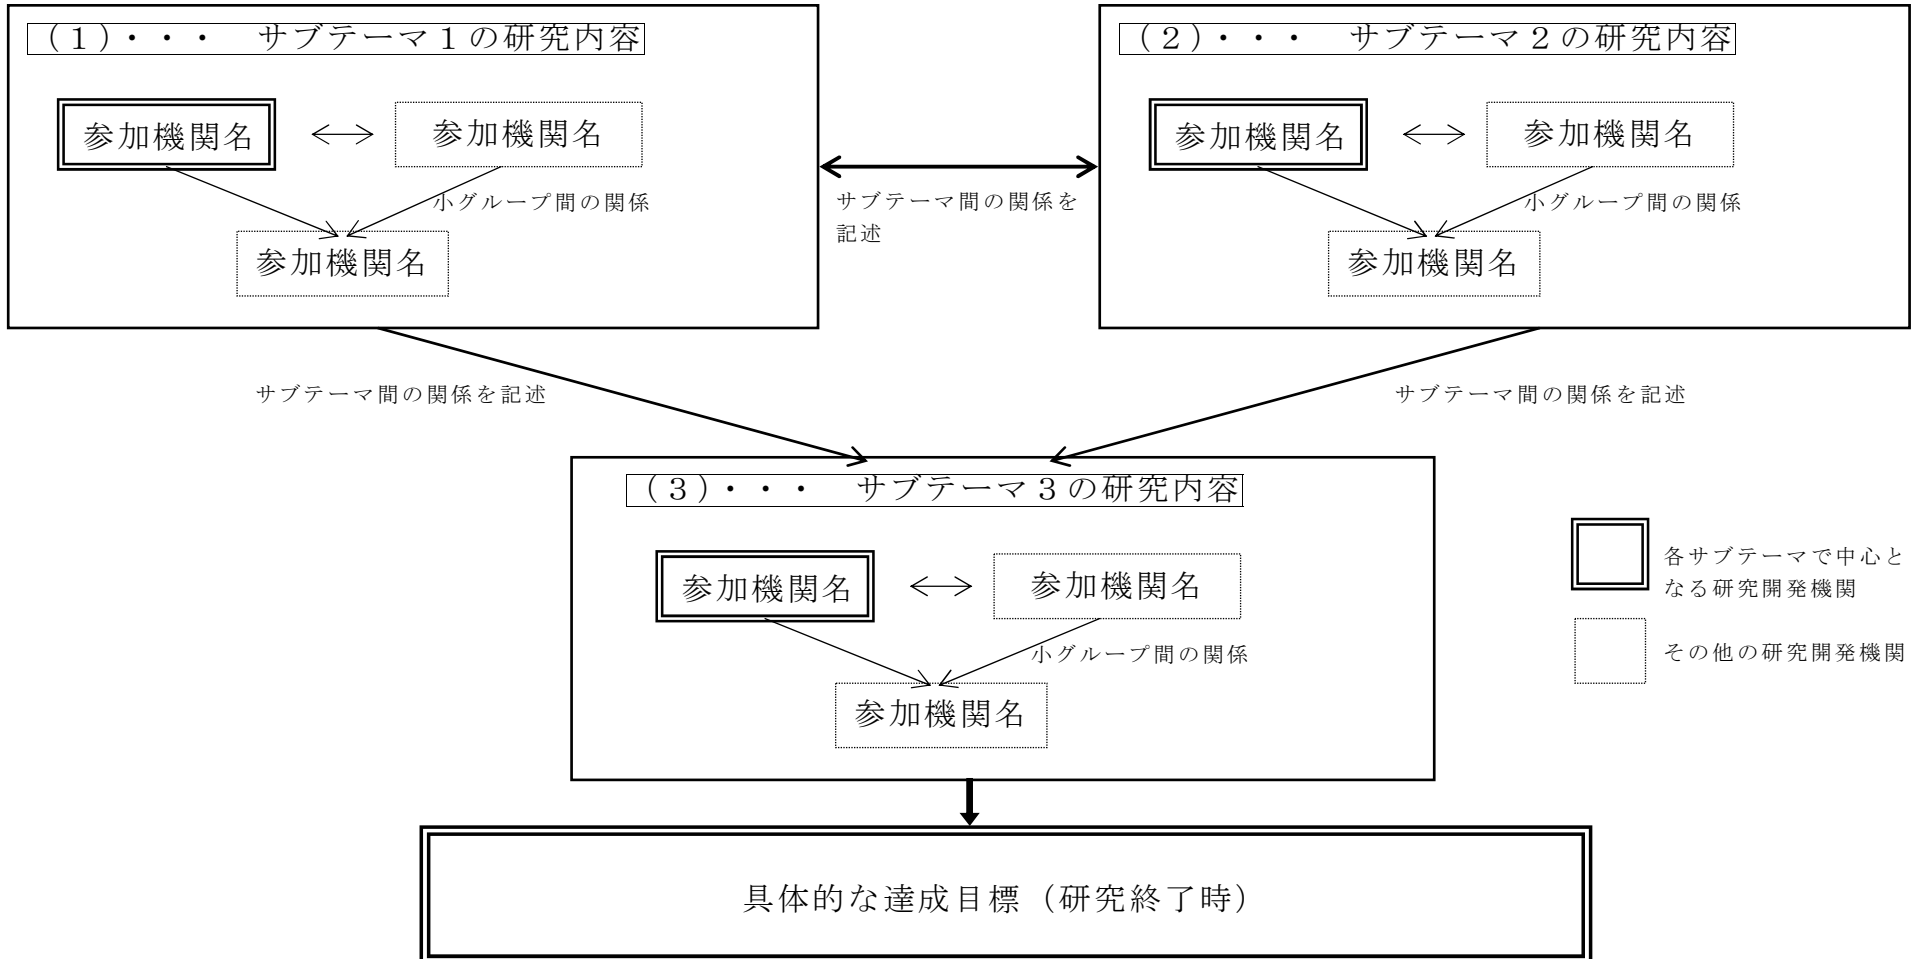 (1)・・・　サブテーマ1の研究内容
参加機関名
参加機関名
小グループ間の関係
参加機関名
サブテーマ間の関係を
記述
(2)・・・　サブテーマ2の研究内容
参加機関名
参加機関名
小グループ間の関係
参加機関名
サブテーマ間の関係を記述
サブテーマ間の関係を記述
(3)・・・　サブテーマ3の研究内容
参加機関名
参加機関名
小グループ間の関係
参加機関名
各サブテーマで中心と
なる研究開発機関
その他の研究開発機関
具体的な達成目標（研究終了時）